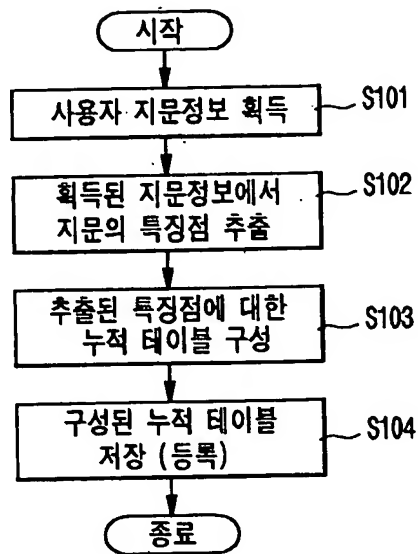 시작
사용자 지문정보 획득
S101
획득된 지문정보에서
지문의 특징점 추출
S102
추출된 특징점에 대한
누적 테이블 구성
S103
구성된 누적 테이블
저장 (등록)
S104
종료